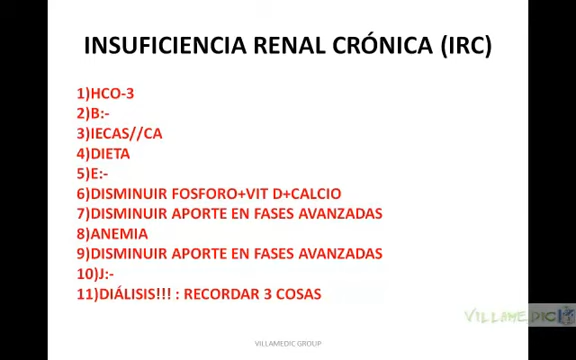 INSUFICIENCIA RENAL CRÓNICA (IRC)
1)HCO-3
2)B:-
3)IECAS//CA
4)DIETA
5)E:-
6)DISMINUIR FOSFORO+VIT D+CALCIO
7)DISMINUIR APORTE EN FASES AVANZADAS
8)ANEMIA
9)DISMINUIR APORTE EN FASES AVANZADAS
10)J:-
11)DIÁLISIS!!! : RECORDAR 3 COSAS
VILLAMEDIC
VILLAMEDIC GROUP